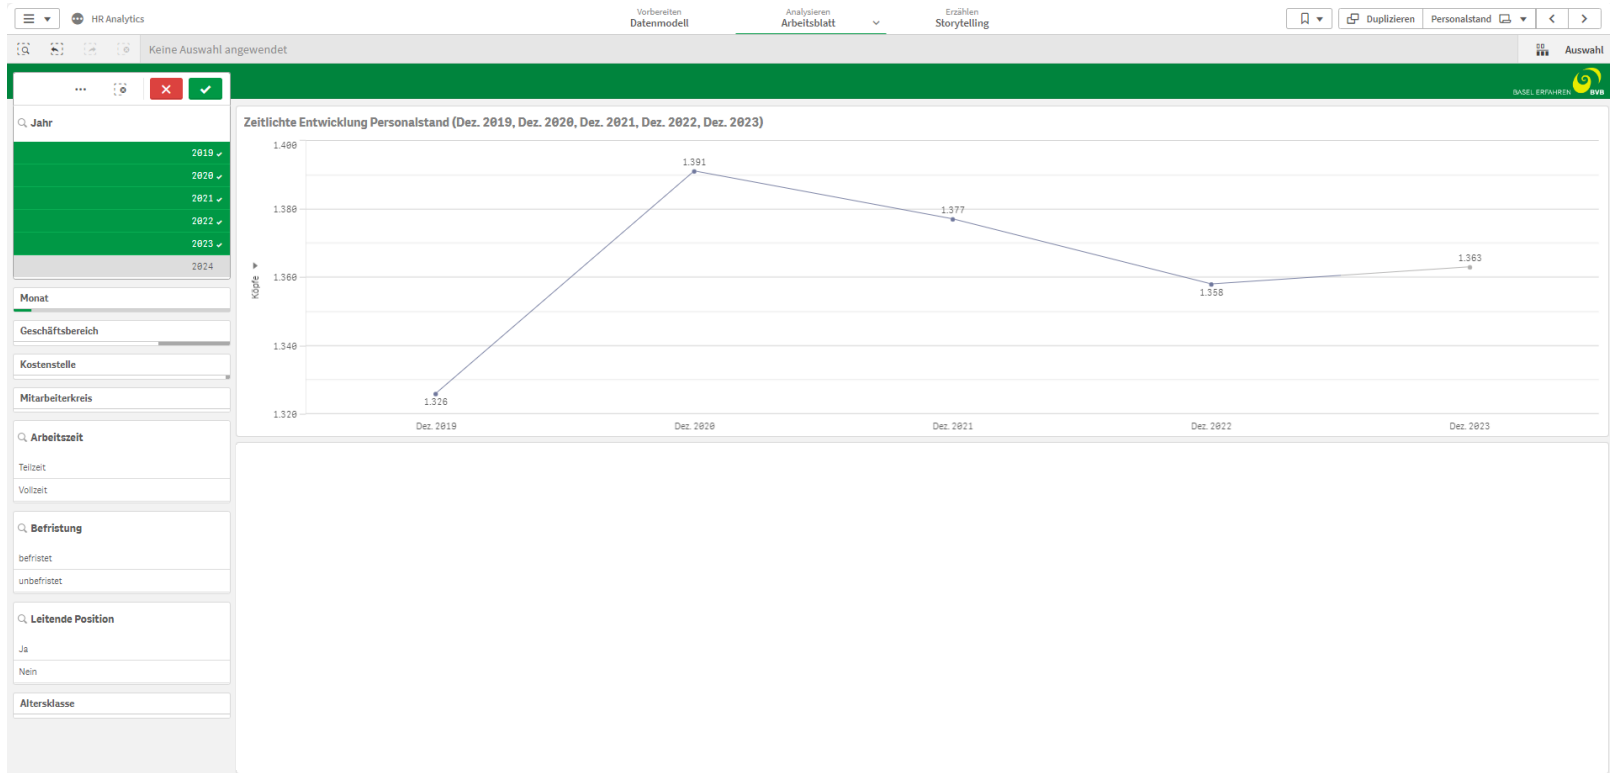 HR Analytics
Vorbereiten
Datenmodell
Analysieren
Arbeitsblatt
Erzählen
Storytelling
Duplizieren
Personalstand
Keine Auswahl angewendet
Auswahl
BASEL ERFAHREN
BVB
Jahr
2019
2020
2021
2022
2023
2024
Monat
Geschäftsbereich
Kostenstelle
Mitarbeiterkreis
Arbeitszeit
Teilzeit
Vollzeit
Befristung
befristet
unbefristet
Leitende Position
Ja
Nein
Altersklasse
Zeitlichte Entwicklung Personalstand (Dez. 2019, Dez. 2020, Dez. 2021, Dez. 2022, Dez. 2023)
Köpfe
1.400
1.380
1.360
1.340
1.320
1.326
1.391
1.377
1.358
1.363
Dez. 2019
Dez. 2020
Dez. 2021
Dez. 2022
Dez. 2023